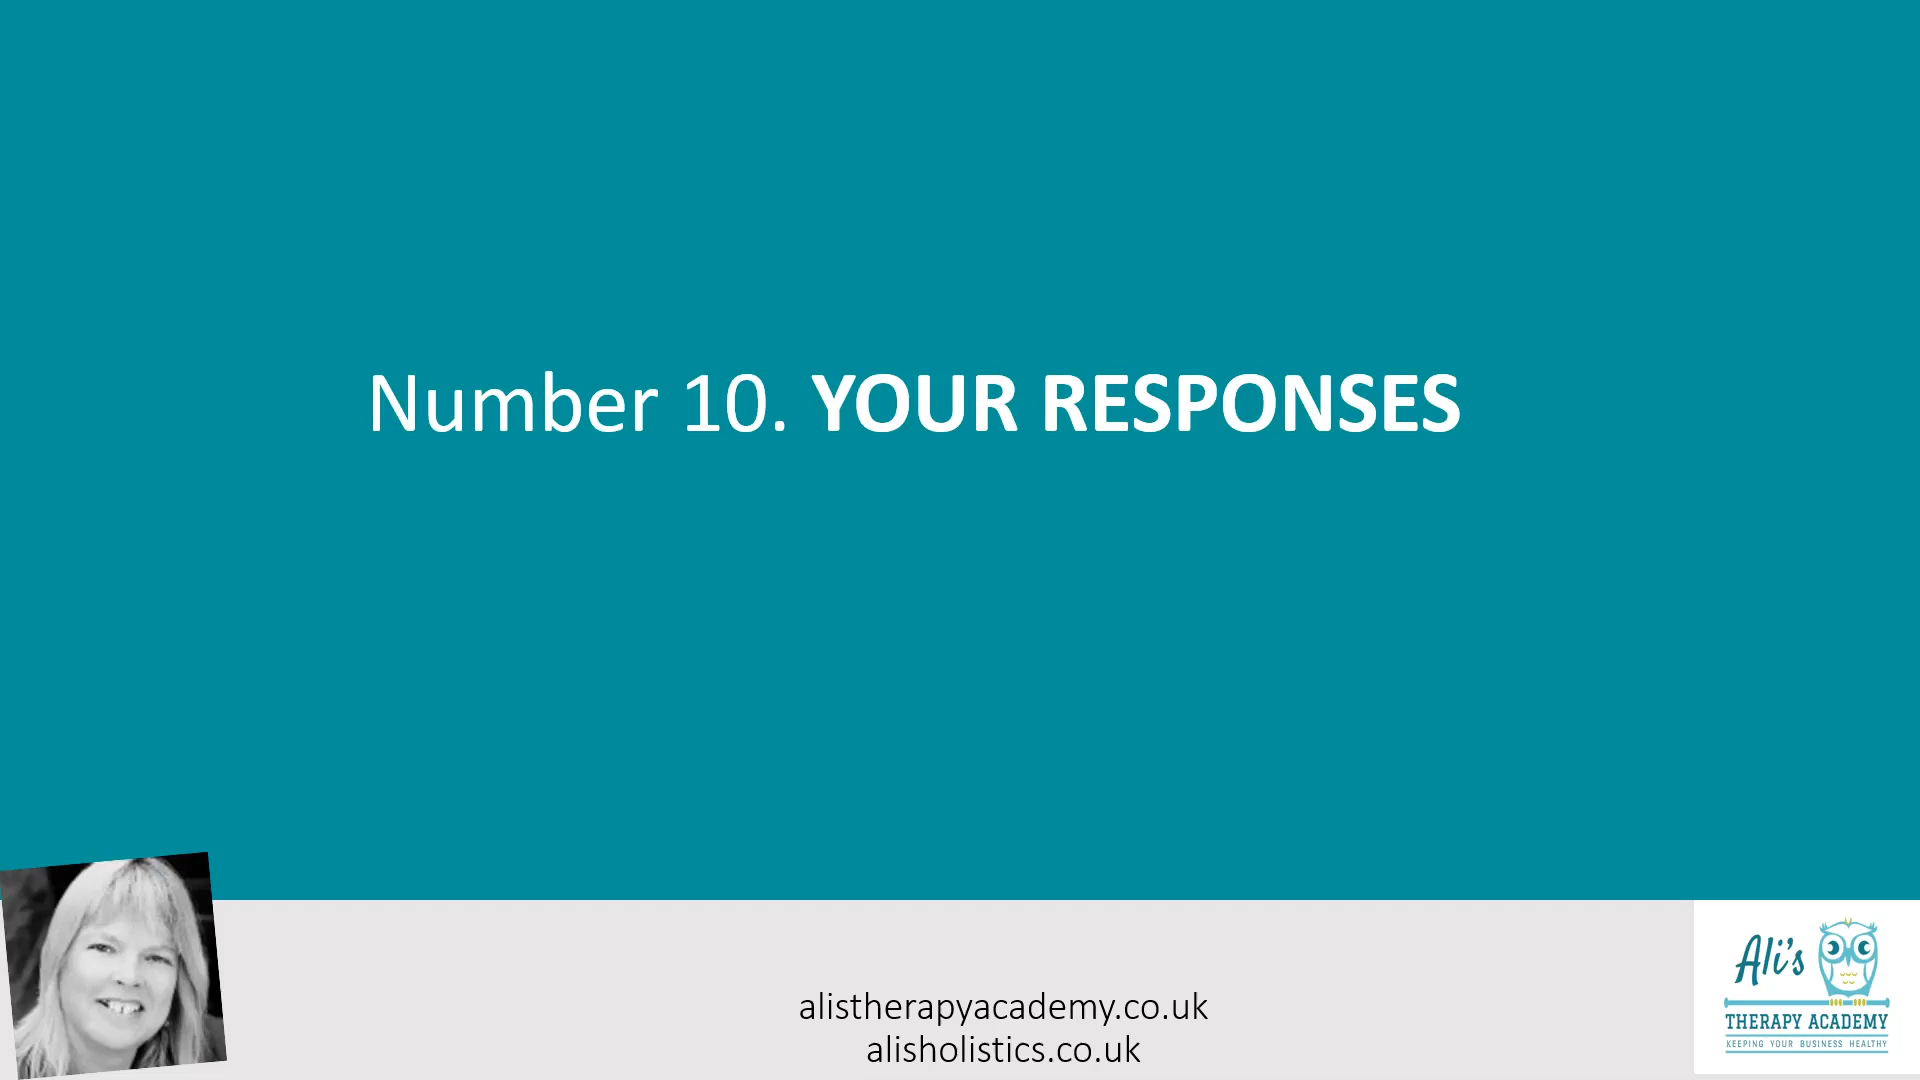 Number 10. YOUR RESPONSES
alistherapyacademy.co.uk
alisholistics.co.uk
Ali's
THERAPY ACADEMY
KEEPING YOUR BUSINESS HEALTHY